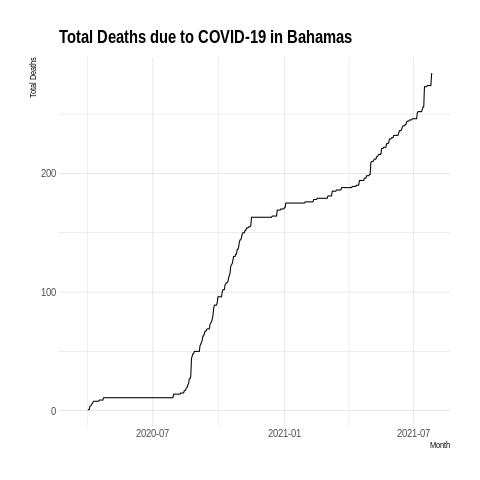 Total Deaths due to COVID-19 in Bahamas
Total Deaths
200
100
0
2020-07
2021-01
2021-07
Month